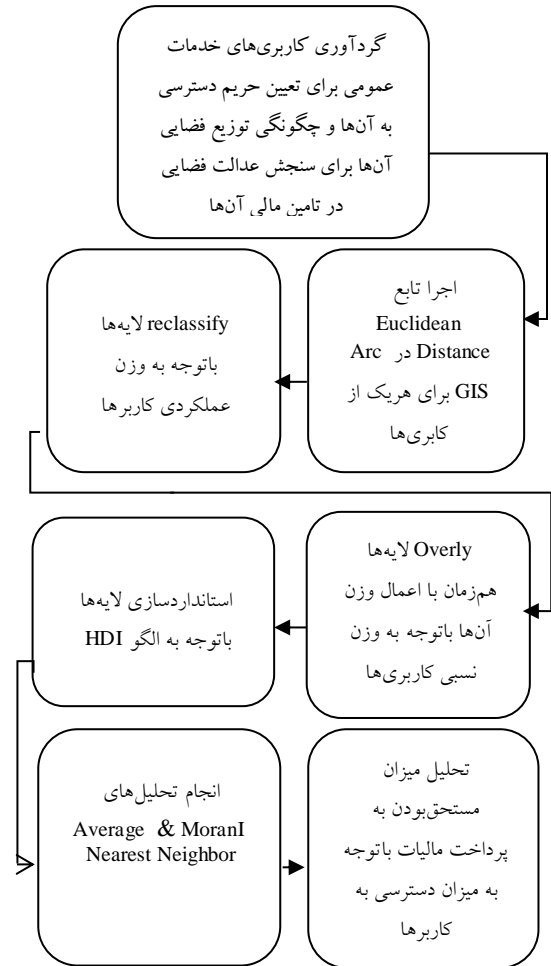 گردآوری کاربری‌های خدمات
عمومی برای تعیین حریم دسترسی
به آن‌ها و چگونگی توزیع فضایی
آن‌ها برای سنجش عدالت فضایی
در تامین مالی آن‌ها
اجرا تابع
Euclidean
Arc در Distance
GIS برای هریک از
کابری‌ها
reclassify لایه‌ها
باتوجه به وزن
عملکردی کاربرها
Overly لایه‌ها
هم‌زمان با اعمال وزن
آن‌ها باتوجه به وزن
نسبی کاربری‌ها
استانداردسازی لایه‌ها
باتوجه به الگو HDI
انجام تحلیل‌های
Average & MoranI
Nearest Neighbor
تحلیل میزان
مستحق‌بودن به
پرداخت مالیات باتوجه
به میزان دسترسی به
کاربرها